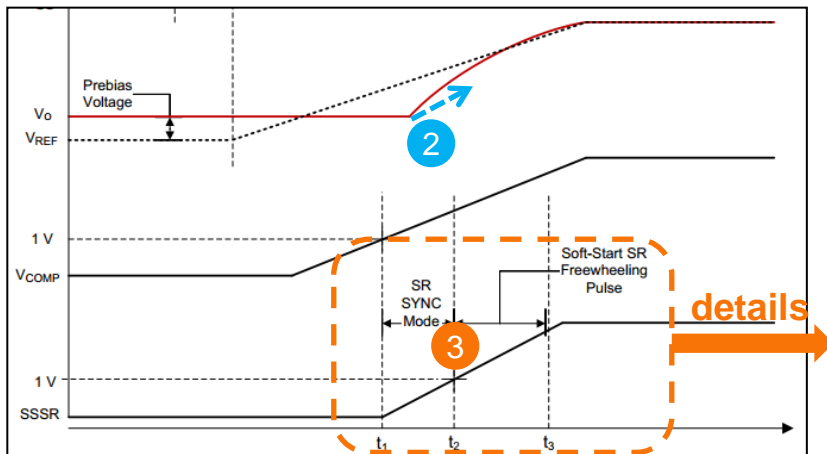 Prebias
Voltage
Vo
VREF
2
1 V
VCOMP
Soft-Start SR
Freewheeling
Pulse
SR
SYNC
Mode
details
3
1 V
SSSR
t1
t2
t3